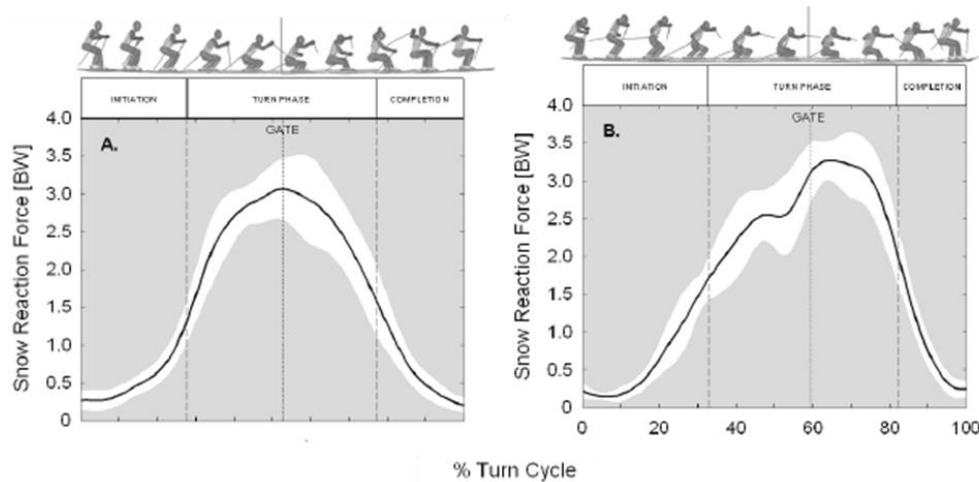 INITIATION TURN PHASE COMPLETION
GATE
A.
4.0
3.5
3.0
2.5
2.0
1.5
1.0
0.5
0
Snow Reaction Force [BW]
INITIATION TURN PHASE COMPLETION
GATE
B.
4.0
3.5
3.0
2.5
2.0
1.5
1.0
0.5
0
Snow Reaction Force [BW]
0 20 40 60 80 100
% Turn Cycle